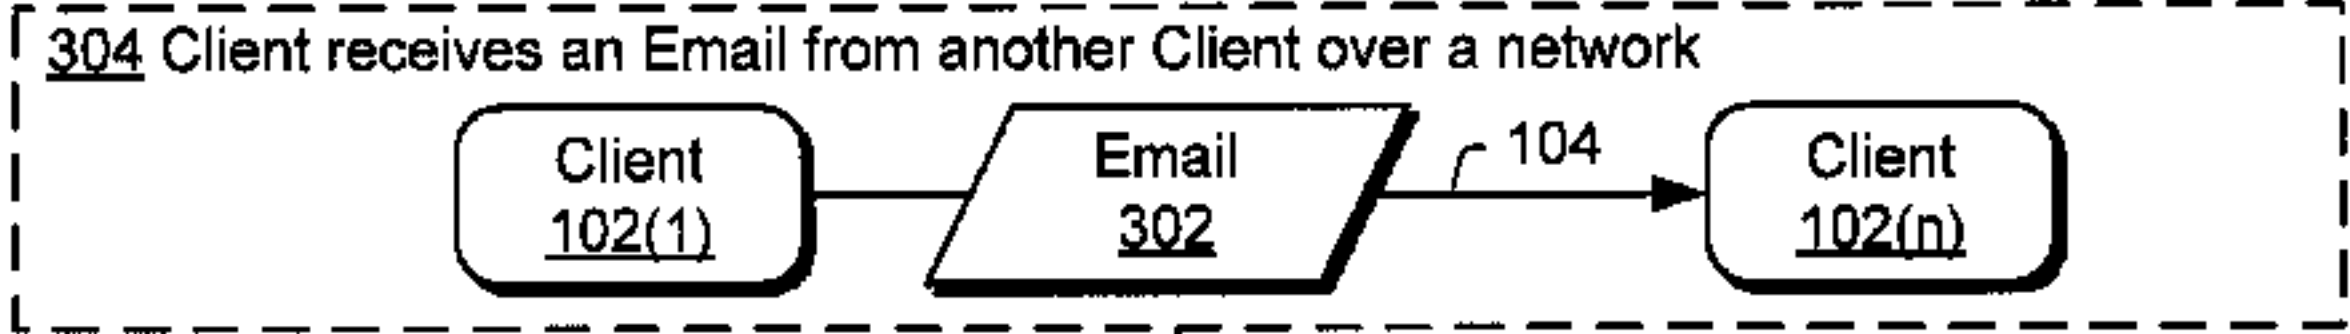 304 Client receives an Email from another Client over a network
Client
102(1)
Email
302
104
Client
102(n)